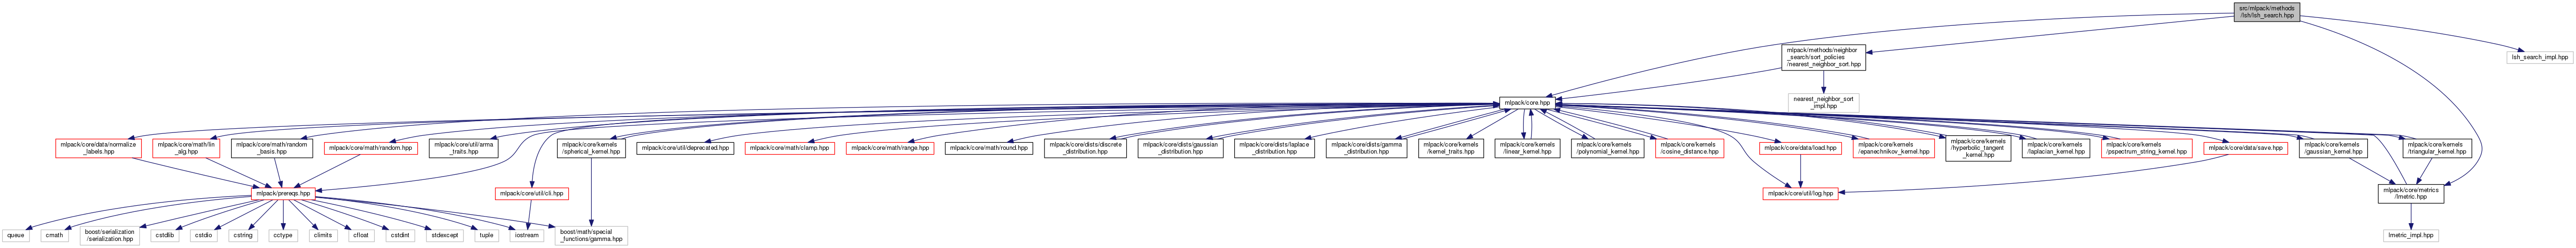 src/mlpack/methods
/lsh/lsh_search.hpp
mlpack/methods/neighbor
_search/sort_policies
/nearest_neighbor_sort.hpp
lsh_search_impl.hpp
mlpack/core.hpp
nearest_neighbor_sort
_impl.hpp
mlpack/core/data/normalize
_labels.hpp
mlpack/core/math/lin
_alg.hpp
mlpack/core/math/random
_basis.hpp
mlpack/core/math/random.hpp
mlpack/core/util/arma
_traits.hpp
mlpack/core/kernels
/spherical_kernel.hpp
mlpack/core/util/deprecated.hpp
mlpack/core/math/clamp.hpp
mlpack/core/math/range.hpp
mlpack/core/math/round.hpp
mlpack/core/dists/discrete
_distribution.hpp
mlpack/core/dists/gaussian
_distribution.hpp
mlpack/core/dists/laplace
_distribution.hpp
mlpack/core/dists/gamma
_distribution.hpp
mlpack/core/kernels
/kernel_traits.hpp
mlpack/core/kernels
/linear_kernel.hpp
mlpack/core/kernels
/polynomial_kernel.hpp
mlpack/core/kernels
/cosine_distance.hpp
mlpack/core/data/load.hpp
mlpack/core/kernels
/epanechnikov_kernel.hpp
mlpack/core/kernels
/hyperbolic_tangent
_kernel.hpp
mlpack/core/kernels
/laplacian_kernel.hpp
mlpack/core/kernels
/pspectrum_string_kernel.hpp
mlpack/core/data/save.hpp
mlpack/core/kernels
/gaussian_kernel.hpp
mlpack/core/kernels
/triangular_kernel.hpp
mlpack/prereqs.hpp
mlpack/core/util/cli.hpp
mlpack/core/util/log.hpp
mlpack/core/metrics
/lmetric.hpp
queue
cmath
boost/serialization
/serialization.hpp
cstdlib
cstdio
cstring
cctype
climits
cfloat
cstdint
stdexcept
tuple
iostream
boost/math/special
_functions/gamma.hpp
lmetric_impl.hpp